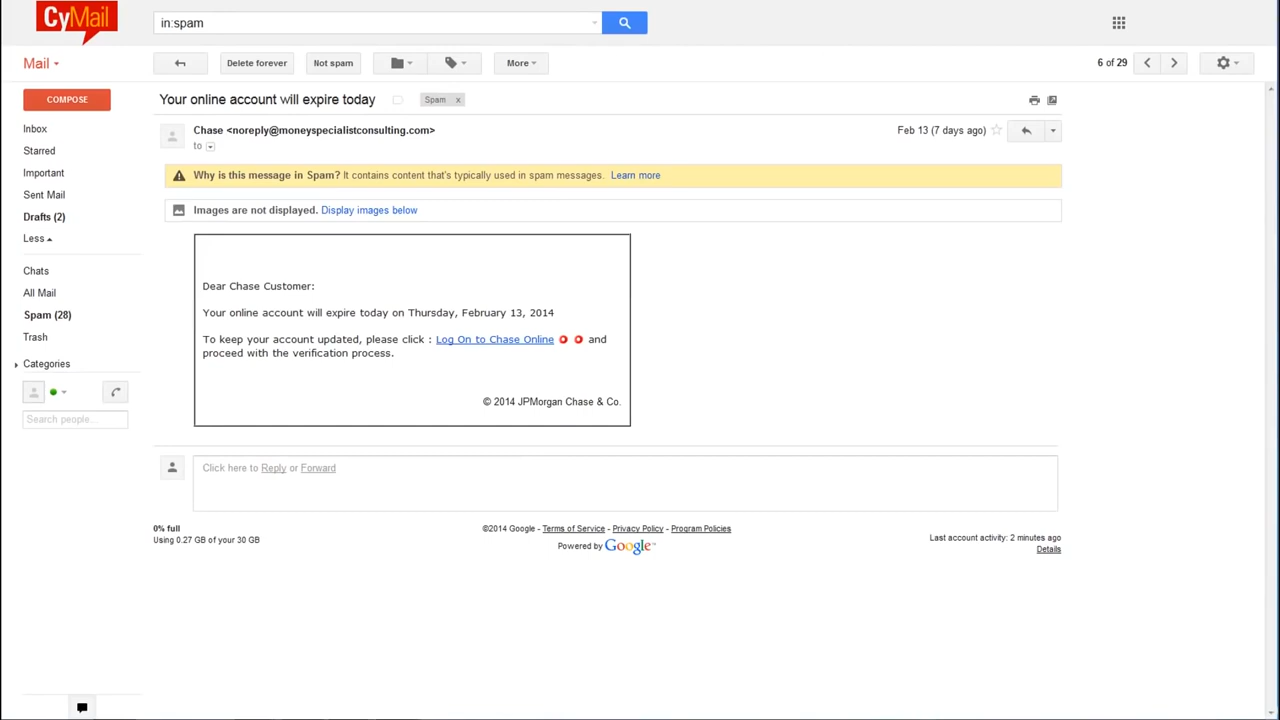 CyMail
in:spam
Mail
Delete forever
Not spam
More
6 of 29
COMPOSE
Your online account will expire today
Spam x
Inbox
Chase <noreply@moneyspecialistconsulting.com>
Feb 13 (7 days ago)
to
Starred
Important
Why is this message in Spam? It contains content that's typically used in spam messages. Learn more
Sent Mail
Drafts (2)
Images are not displayed. Display images below
Less
Chats
All Mail
Spam (28)
Trash
Categories
Search people...
Dear Chase Customer:
Your online account will expire today on Thursday, February 13, 2014
To keep your account updated, please click : Log On to Chase Online and
proceed with the verification process.
© 2014 JPMorgan Chase & Co.
Click here to Reply or Forward
0% full
Using 0.27 GB of your 30 GB
©2014 Google - Terms of Service - Privacy Policy - Program Policies
Powered by Google™
Last account activity: 2 minutes ago
Details